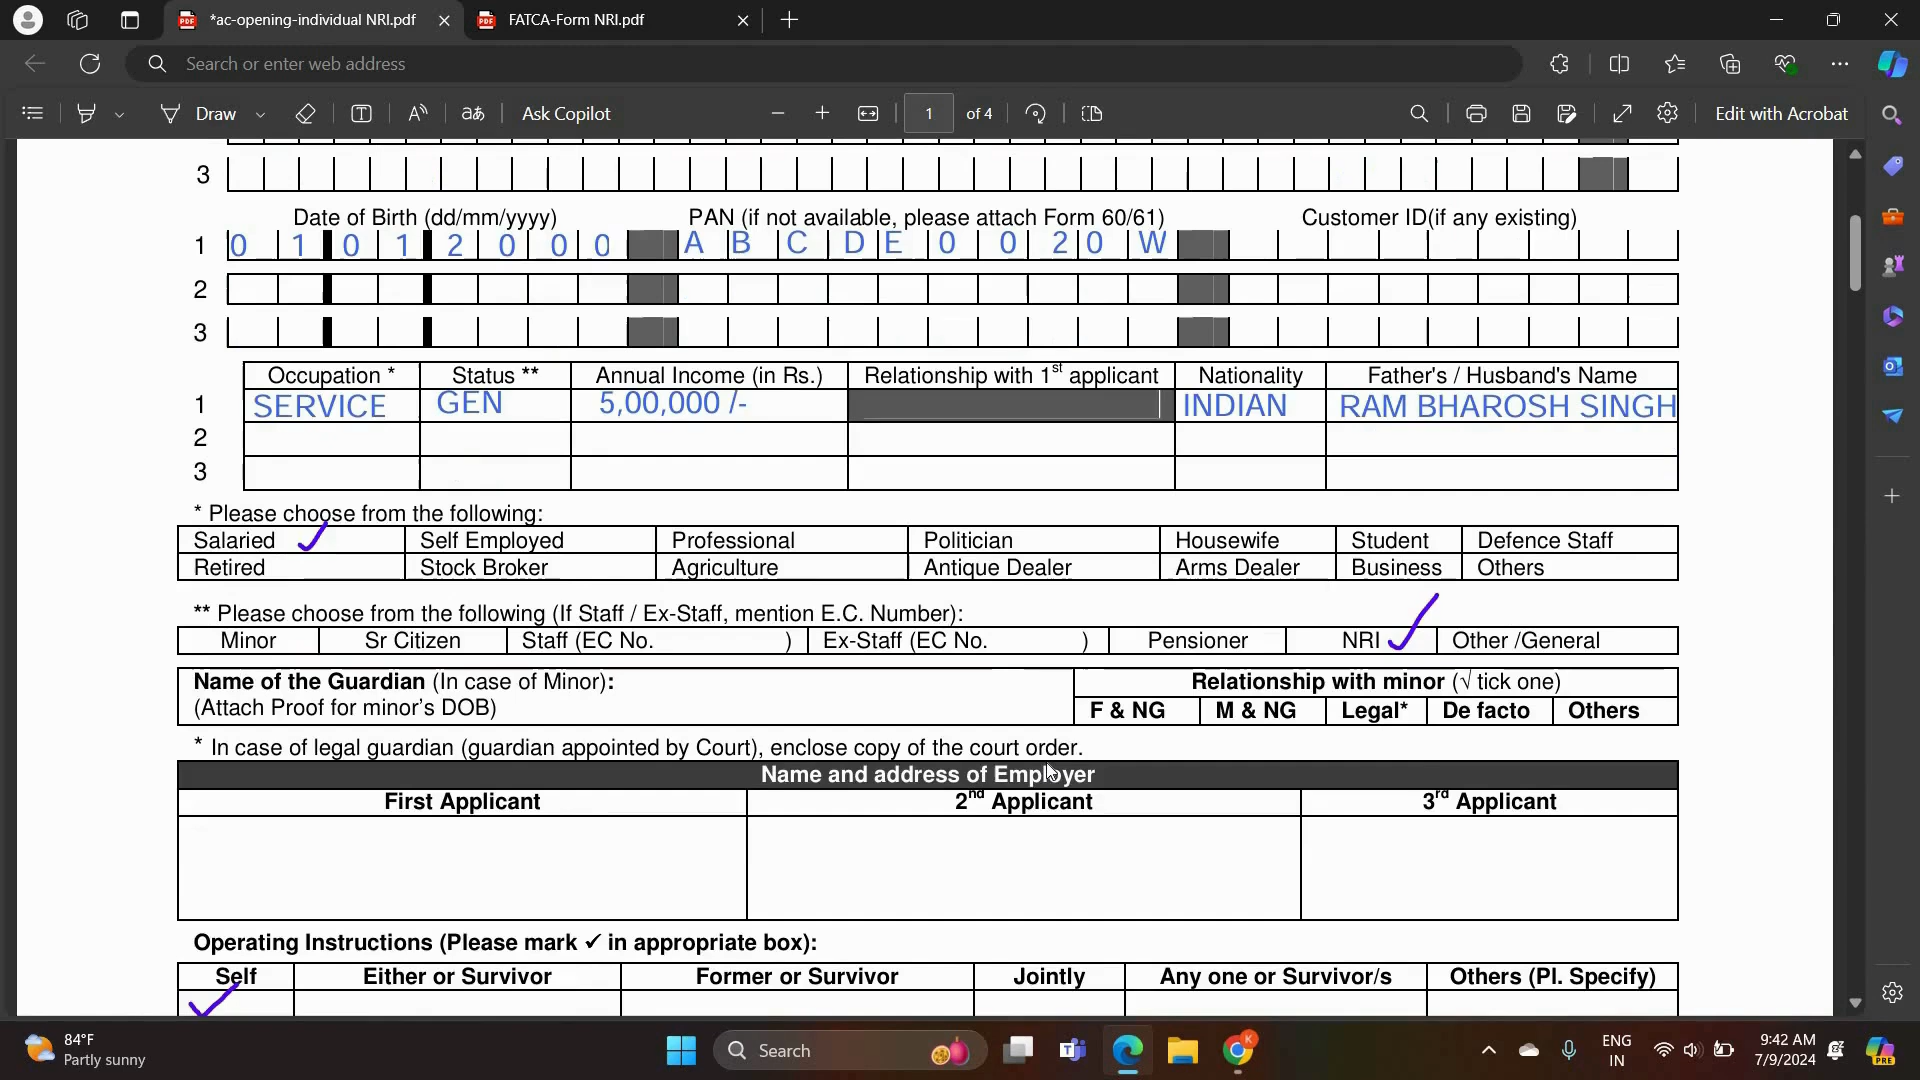 *ac-opening-individual NRI.pdf
FATCA-Form NRI.pdf
Search or enter web address
Draw
Ask Copilot
1 of 4
Edit with Acrobat
3
Date of Birth (dd/mm/yyyy) PAN (if not available, please attach Form 60/61) Customer ID(if any existing)
1 0 1 0 1 2 0 0 0 A B C D E 0 0 2 0 W
2
3
Occupation * Status ** Annual Income (in Rs.) Relationship with 1st applicant Nationality Father's / Husband's Name
1 SERVICE GEN 5,00,000 /- INDIAN RAM BHAROSH SINGH
2
3
* Please choose from the following:
Salaried ✓ Self Employed Professional Politician Housewife Student Defence Staff
Retired Stock Broker Agriculture Antique Dealer Arms Dealer Business Others
** Please choose from the following (If Staff / Ex-Staff, mention E.C. Number):
Minor Sr Citizen Staff (EC No. ) Ex-Staff (EC No. ) Pensioner NRI ✓ Other /General
Name of the Guardian (In case of Minor): Relationship with minor (√ tick one)
(Attach Proof for minor's DOB) F & NG M & NG Legal* De facto Others
* In case of legal guardian (guardian appointed by Court), enclose copy of the court order.
Name and address of Employer
First Applicant 2nd Applicant 3rd Applicant
Operating Instructions (Please mark ✓ in appropriate box):
Self Either or Survivor Former or Survivor Jointly Any one or Survivor/s Others (Pl. Specify)
✓
84°F
Partly sunny
Search
ENG
IN
9:42 AM
7/9/2024